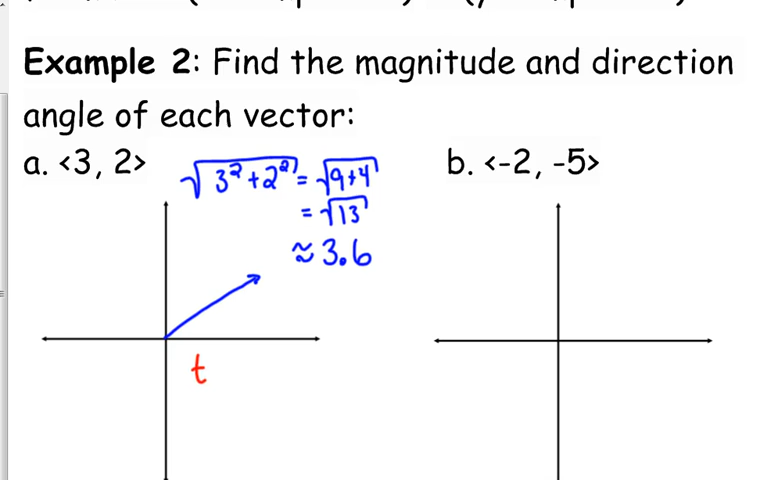 Example 2: Find the magnitude and direction
angle of each vector:
a. <3, 2>
√3²+2² = √9+4
= √13
≈ 3.6
t
b. <-2, -5>